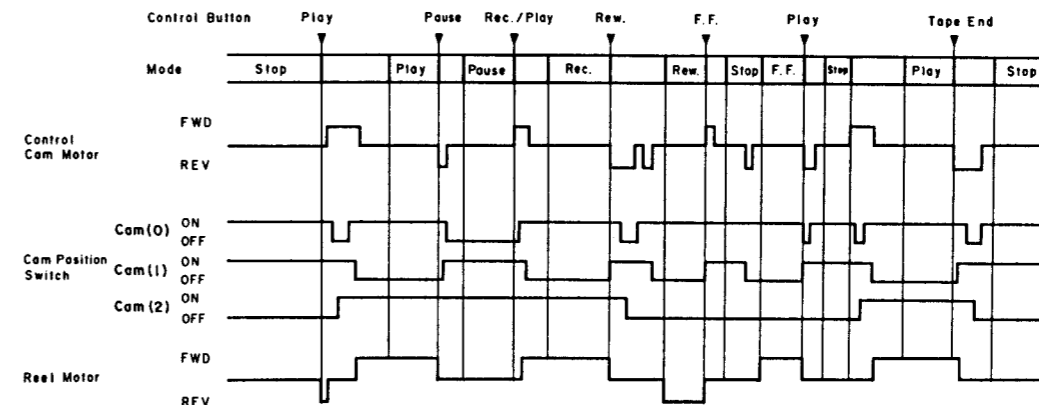 Control Button Play Pause Rec./Play Rew. F.F. Play Tape End
Mode Stop Play Pause Rec. Rew. Stop F.F. Stop Play Stop
FWD
Control
Cam Motor
REV
Cam(0) ON
OFF
Cam Position
Switch
Cam(1) ON
OFF
Cam(2) ON
OFF
FWD
Reel Motor
REV